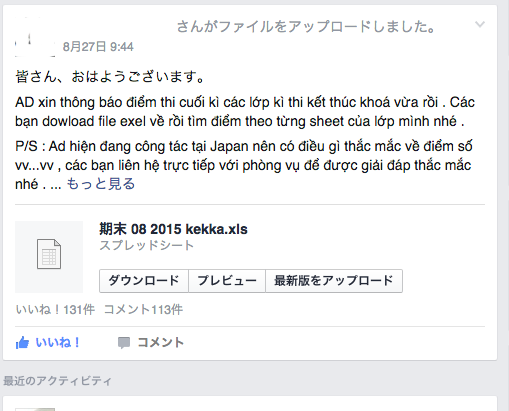 さんがファイルをアップロードしました。
8月27日 9:44
皆さん、おはようございます。
AD xin thông báo điểm thi cuối kì các lớp kì thi kết thúc khoá vừa rồi . Các
bạn dowload file exel về rồi tìm điểm theo từng sheet của lớp mình nhé .
P/S : Ad hiện đang công tác tại Japan nên có điều gì thắc mắc về điểm số
vv...vv , các bạn liên hệ trực tiếp với phòng vụ để được giải đáp thắc mắc
nhé . ... もっと見る
期末 08 2015 kekka.xls
スプレッドシート
ダウンロード プレビュー 最新版をアップロード
いいね！131件 コメント113件
いいね！ コメント
最近のアクティビティ